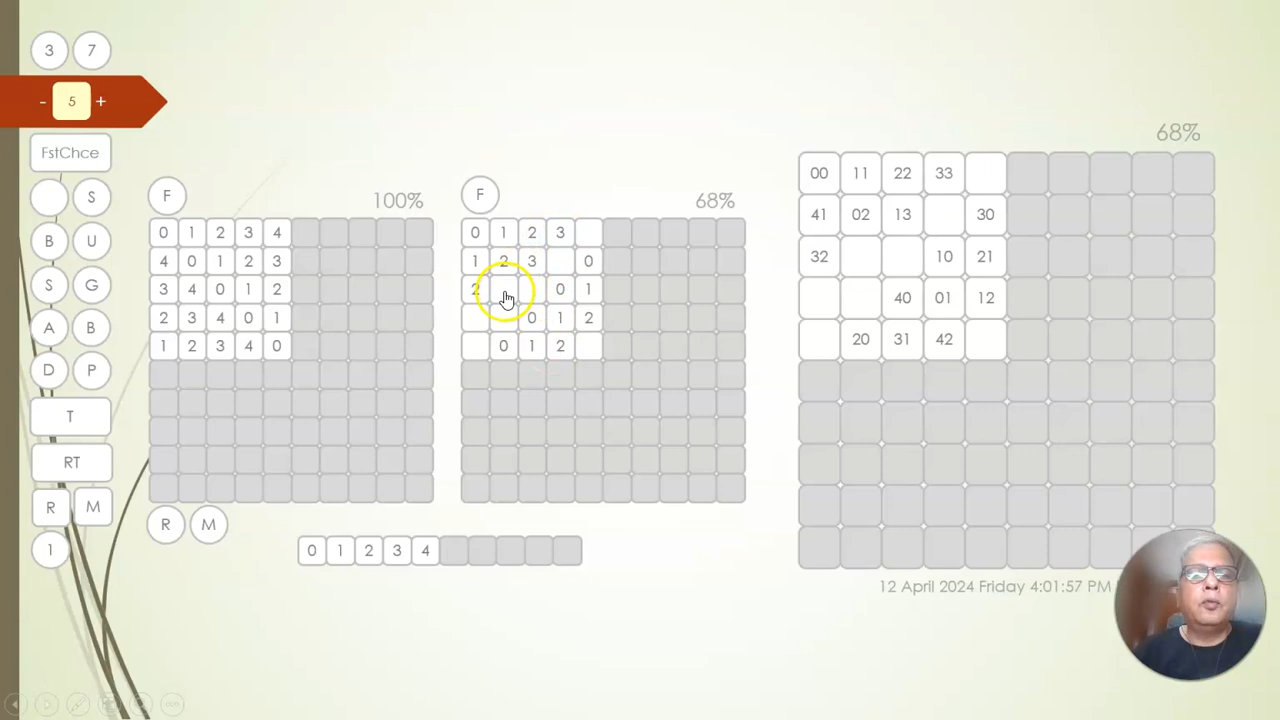 3 7
- 5 +
FstChce
S
B U
S G
A B
D P
T
RT
R M
1
F 100%
0 1 2 3 4
4 0 1 2 3
3 4 0 1 2
2 3 4 0 1
1 2 3 4 0
R M
0 1 2 3 4
F 68%
0 1 2 3
1 2 3 0
2 0 1
0 1 2
0 1 2
68%
00 11 22 33
41 02 13 30
32 10 21
40 01 12
20 31 42
12 April 2024 Friday 4:01:57 PM